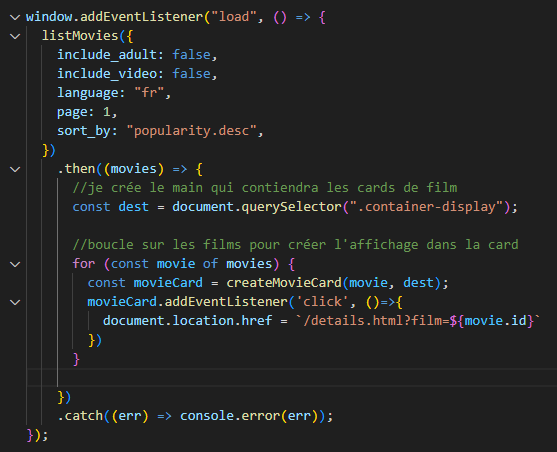 window.addEventListener("load", () => {
  listMovies({
    include_adult: false,
    include_video: false,
    language: "fr",
    page: 1,
    sort_by: "popularity.desc",
  })
    .then((movies) => {
      //je crée le main qui contiendra les cards de film
      const dest = document.querySelector(".container-display");

      //boucle sur les films pour créer l'affichage dans la card
      for (const movie of movies) {
        const movieCard = createMovieCard(movie, dest);
        movieCard.addEventListener('click', ()=>{
          document.location.href = `/details.html?film=${movie.id}`
        })
      }

    })
    .catch((err) => console.error(err));
});